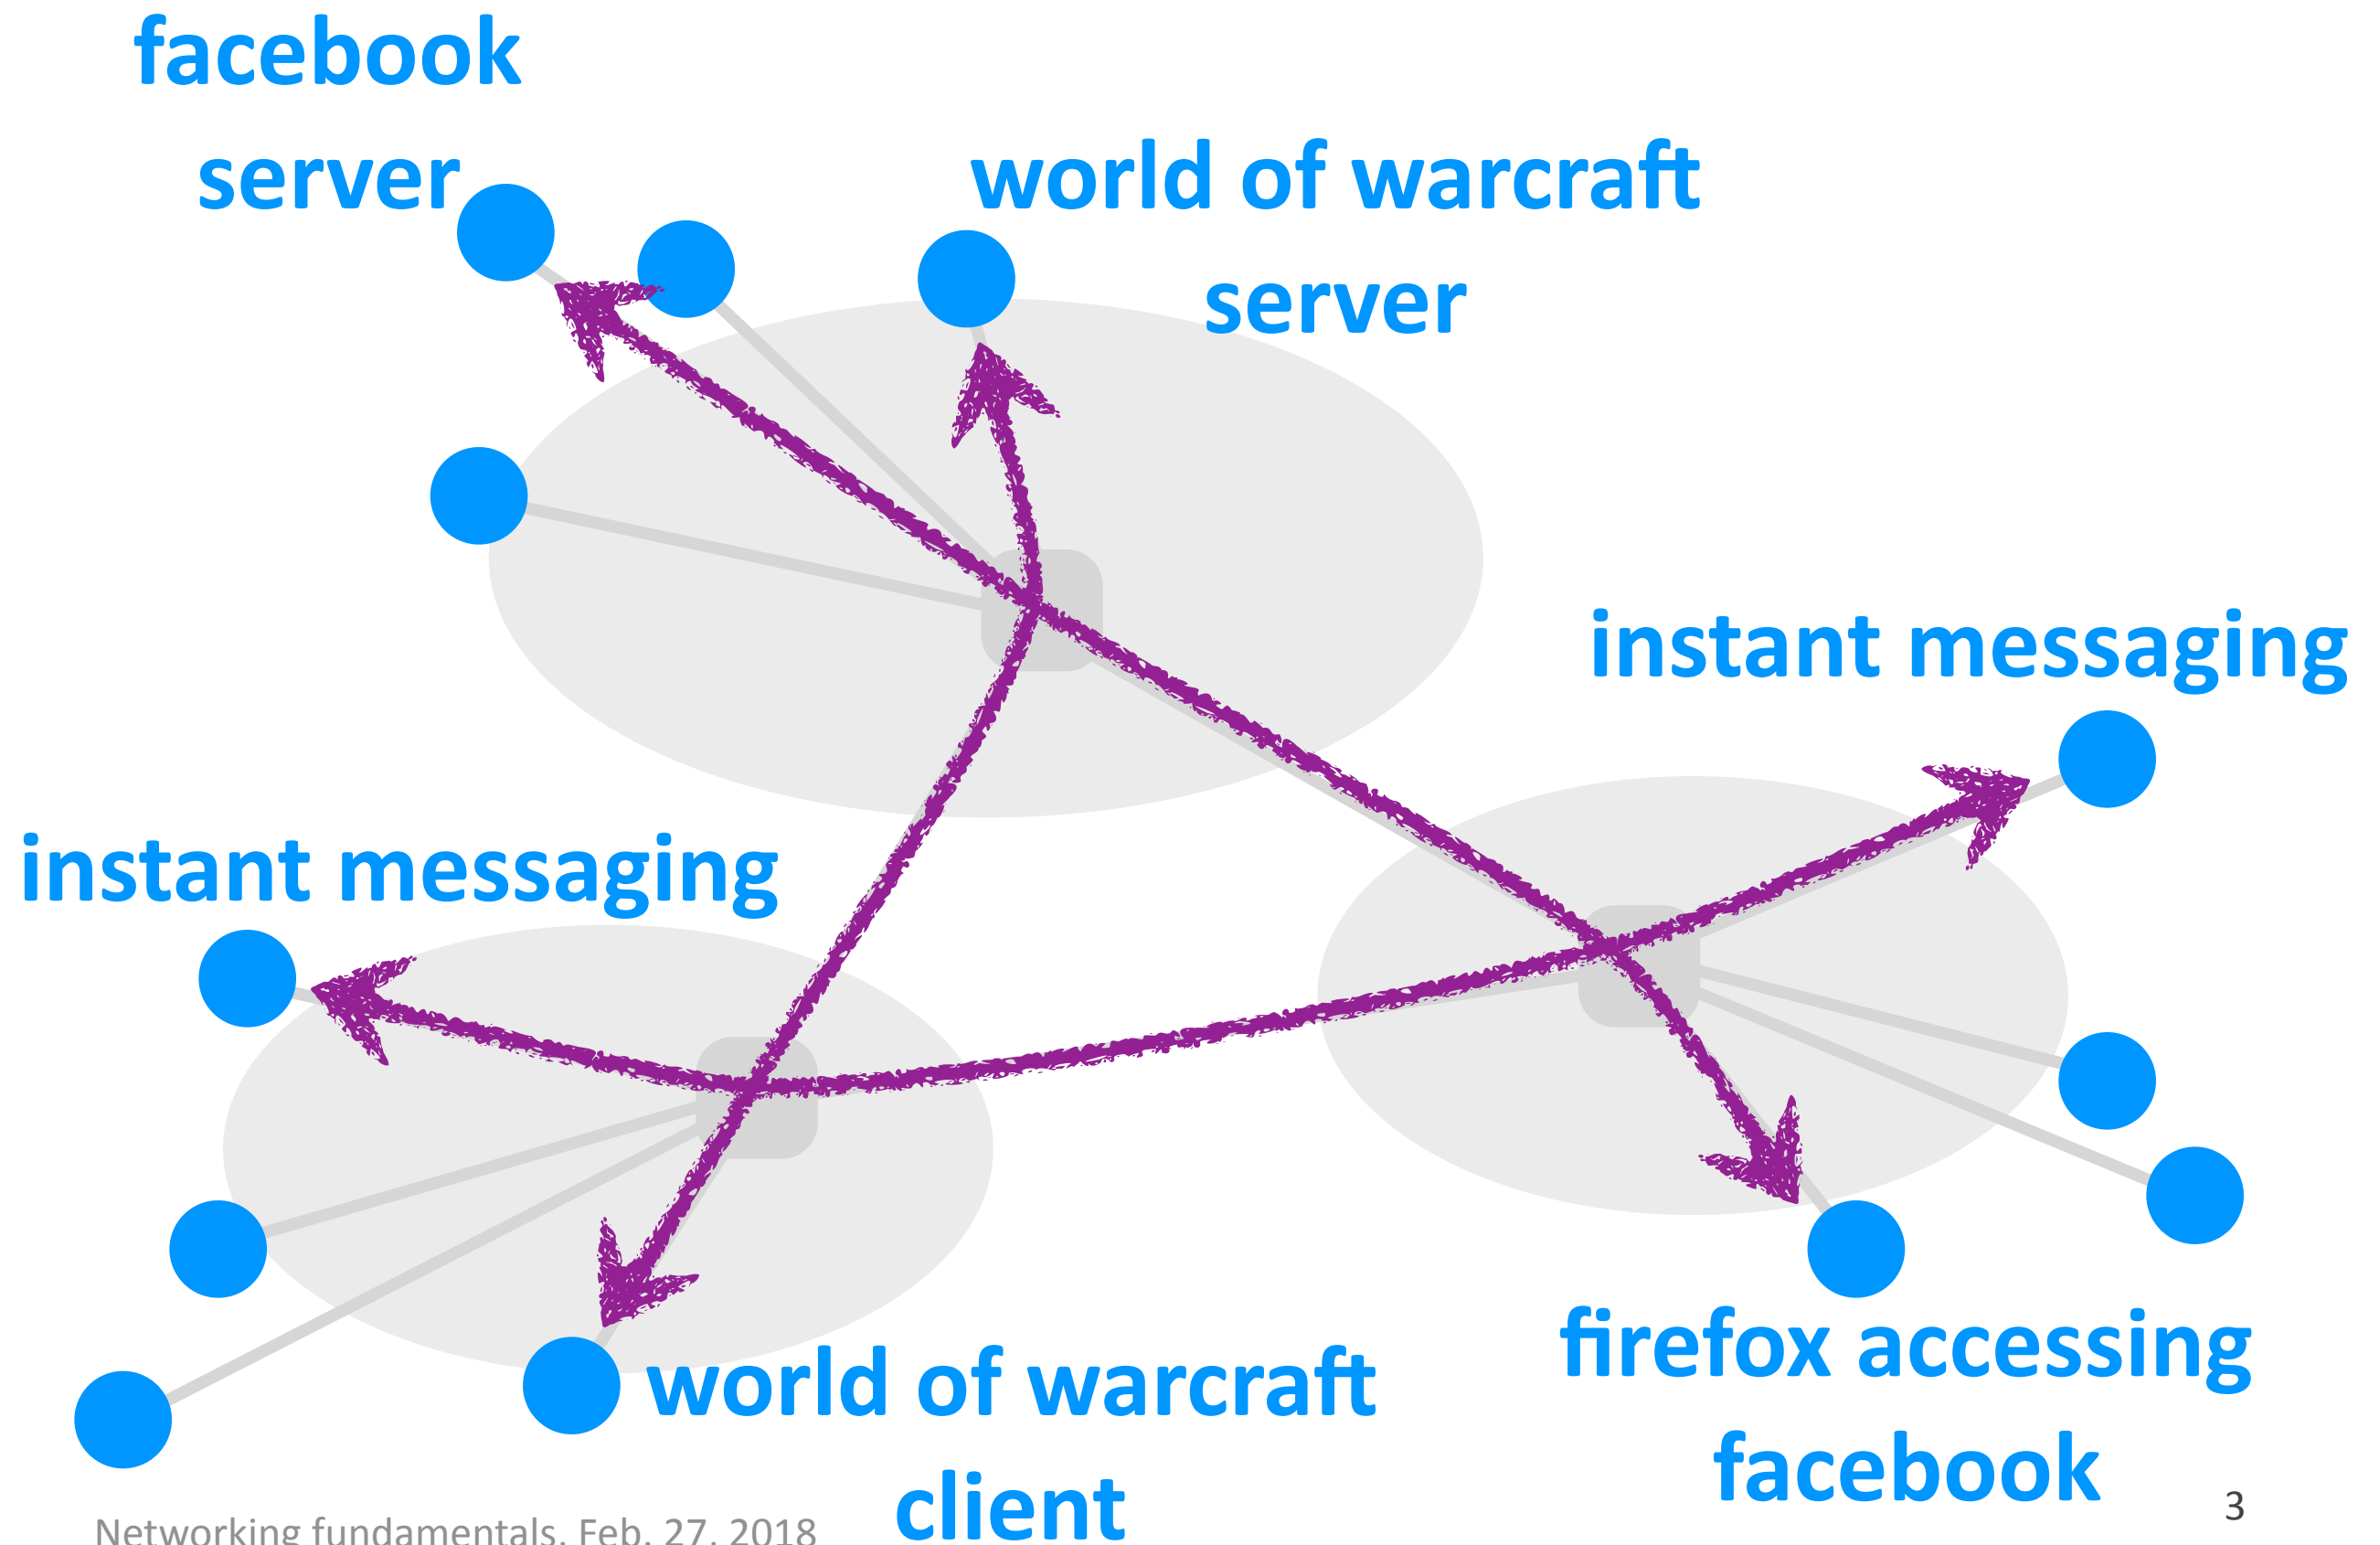 facebook
server
world of warcraft
server
instant messaging
instant messaging
world of warcraft
client
firefox accessing
facebook
Networking fundamentals, Feb. 27, 2018
3